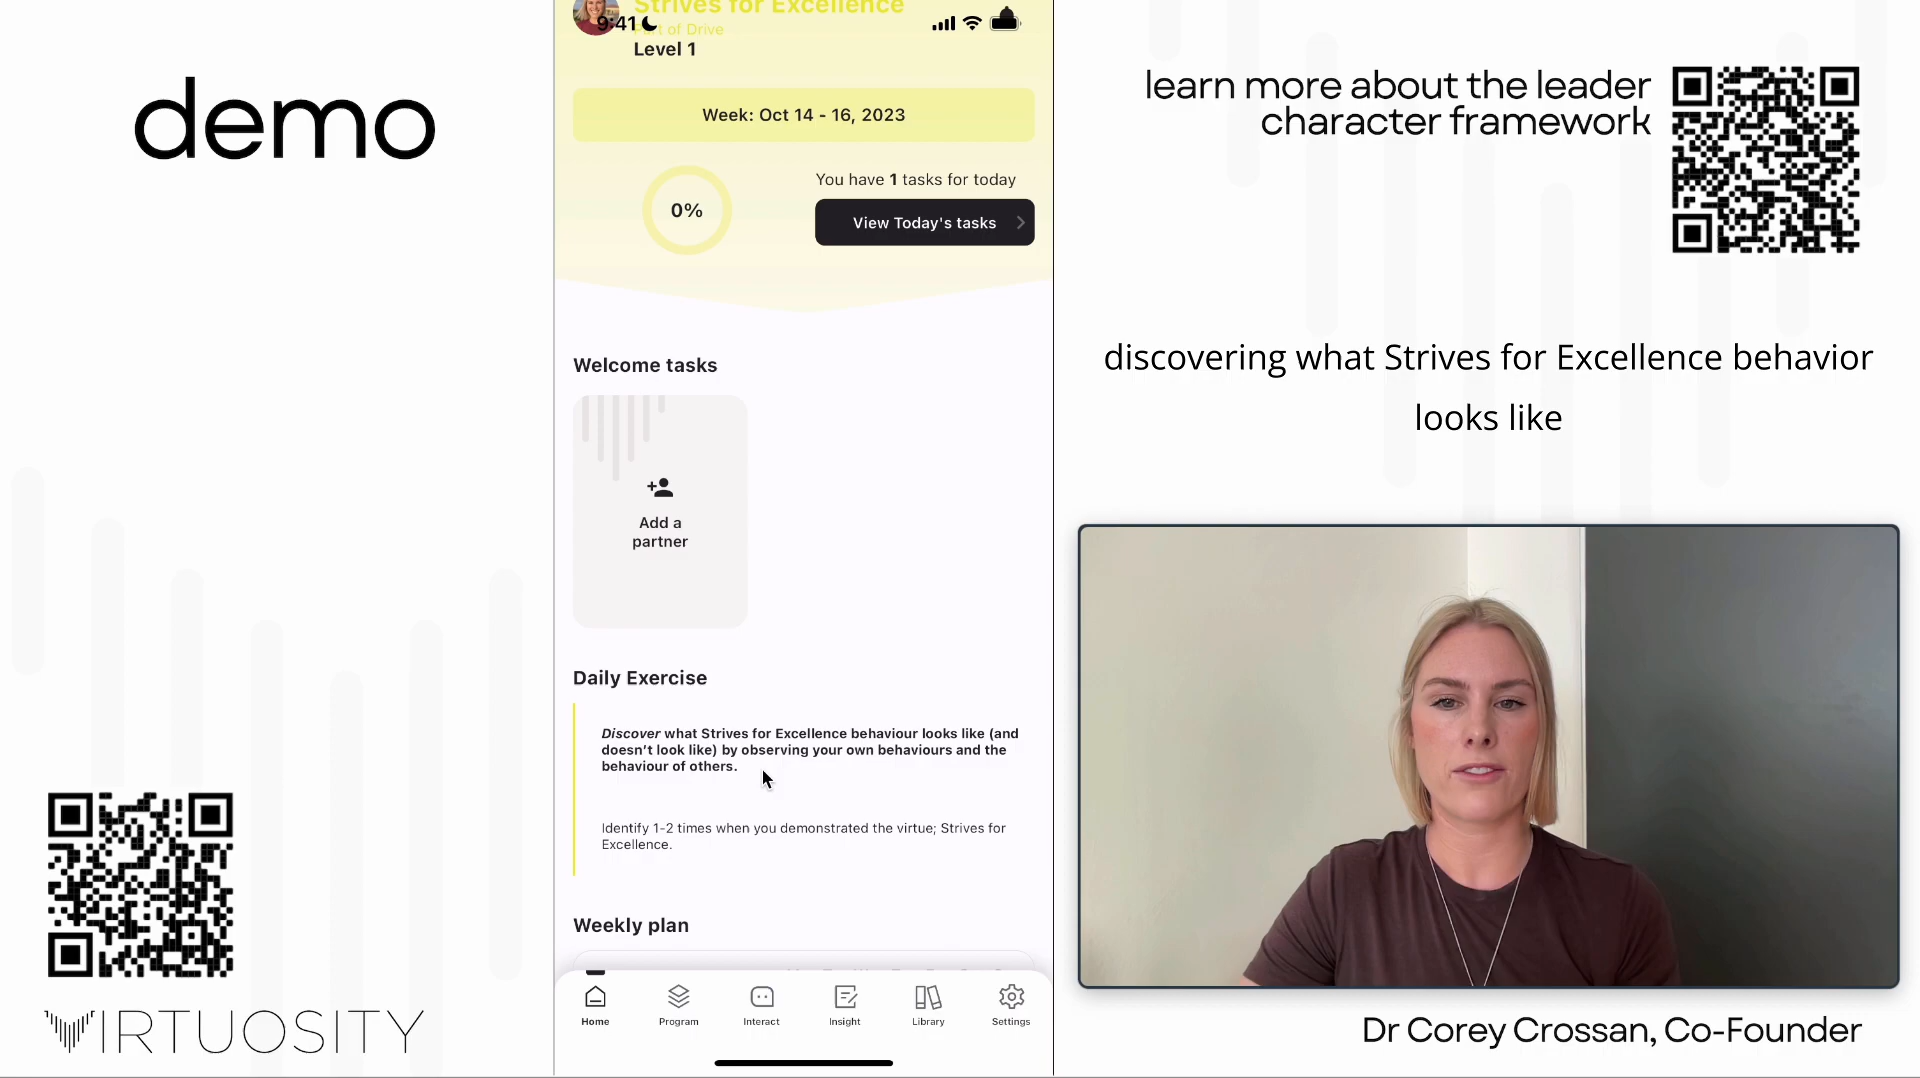 demo
Strives for Excellence
9:41
Part of Drive
Level 1
Week: Oct 14 - 16, 2023
0%
You have 1 tasks for today
View Today's tasks
Welcome tasks
Add a
partner
Daily Exercise
Discover what Strives for Excellence behaviour looks like (and
doesn't look like) by observing your own behaviours and the
behaviour of others.
Identify 1-2 times when you demonstrated the virtue; Strives for
Excellence.
Weekly plan
Home
Program
Interact
Insight
Library
Settings
learn more about the leader
character framework
discovering what Strives for Excellence behavior
looks like
VIRTUOSITY
Dr Corey Crossan, Co-Founder